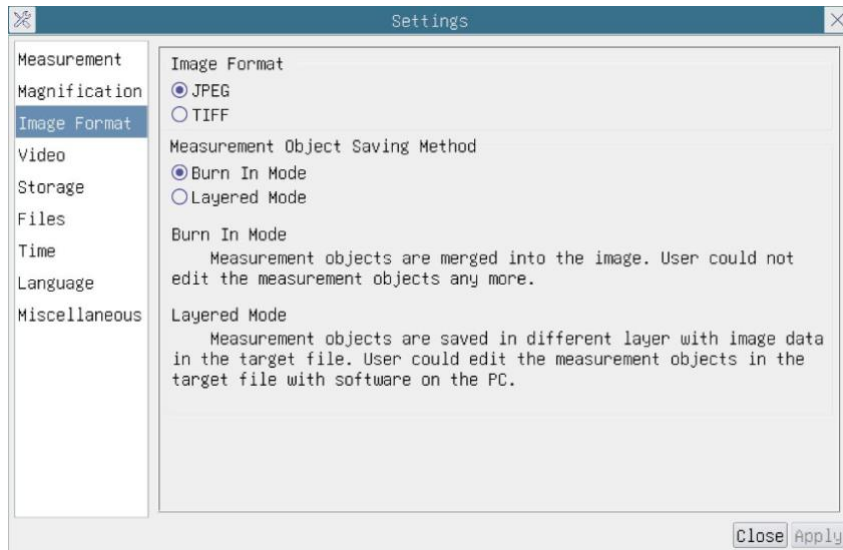 Settings
Measurement
Magnification
Image Format
Video
Storage
Files
Time
Language
Miscellaneous
Image Format
JPEG
TIFF
Measurement Object Saving Method
Burn In Mode
Layered Mode
Burn In Mode
Measurement objects are merged into the image. User could not
edit the measurement objects any more.
Layered Mode
Measurement objects are saved in different layer with image data
in the target file. User could edit the measurement objects in the
target file with software on the PC.
Close
Apply